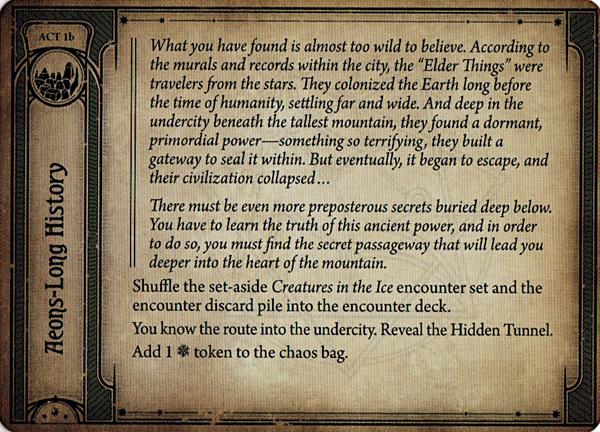 ACT 1b
Aeons-Long History
What you have found is almost too wild to believe. According to
the murals and records within the city, the “Elder Things” were
travelers from the stars. They colonized the Earth long before
the time of humanity, settling far and wide. And deep in the
undercity beneath the tallest mountain, they found a dormant,
primordial power—something so terrifying, they built a
gateway to seal it within. But eventually, it began to escape, and
their civilization collapsed…
There must be even more preposterous secrets buried deep below.
You have to learn the truth of this ancient power, and in order
to do so, you must find the secret passageway that will lead you
deeper into the heart of the mountain.
Shuffle the set-aside Creatures in the Ice encounter set and the
encounter discard pile into the encounter deck.
You know the route into the undercity. Reveal the Hidden Tunnel.
Add 1 token to the chaos bag.